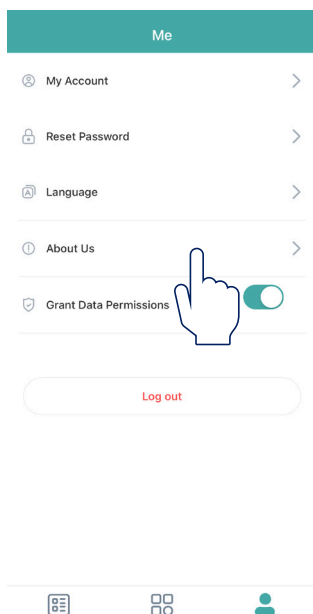 Me
My Account
Reset Password
Language
About Us
Grant Data Permissions
Log out